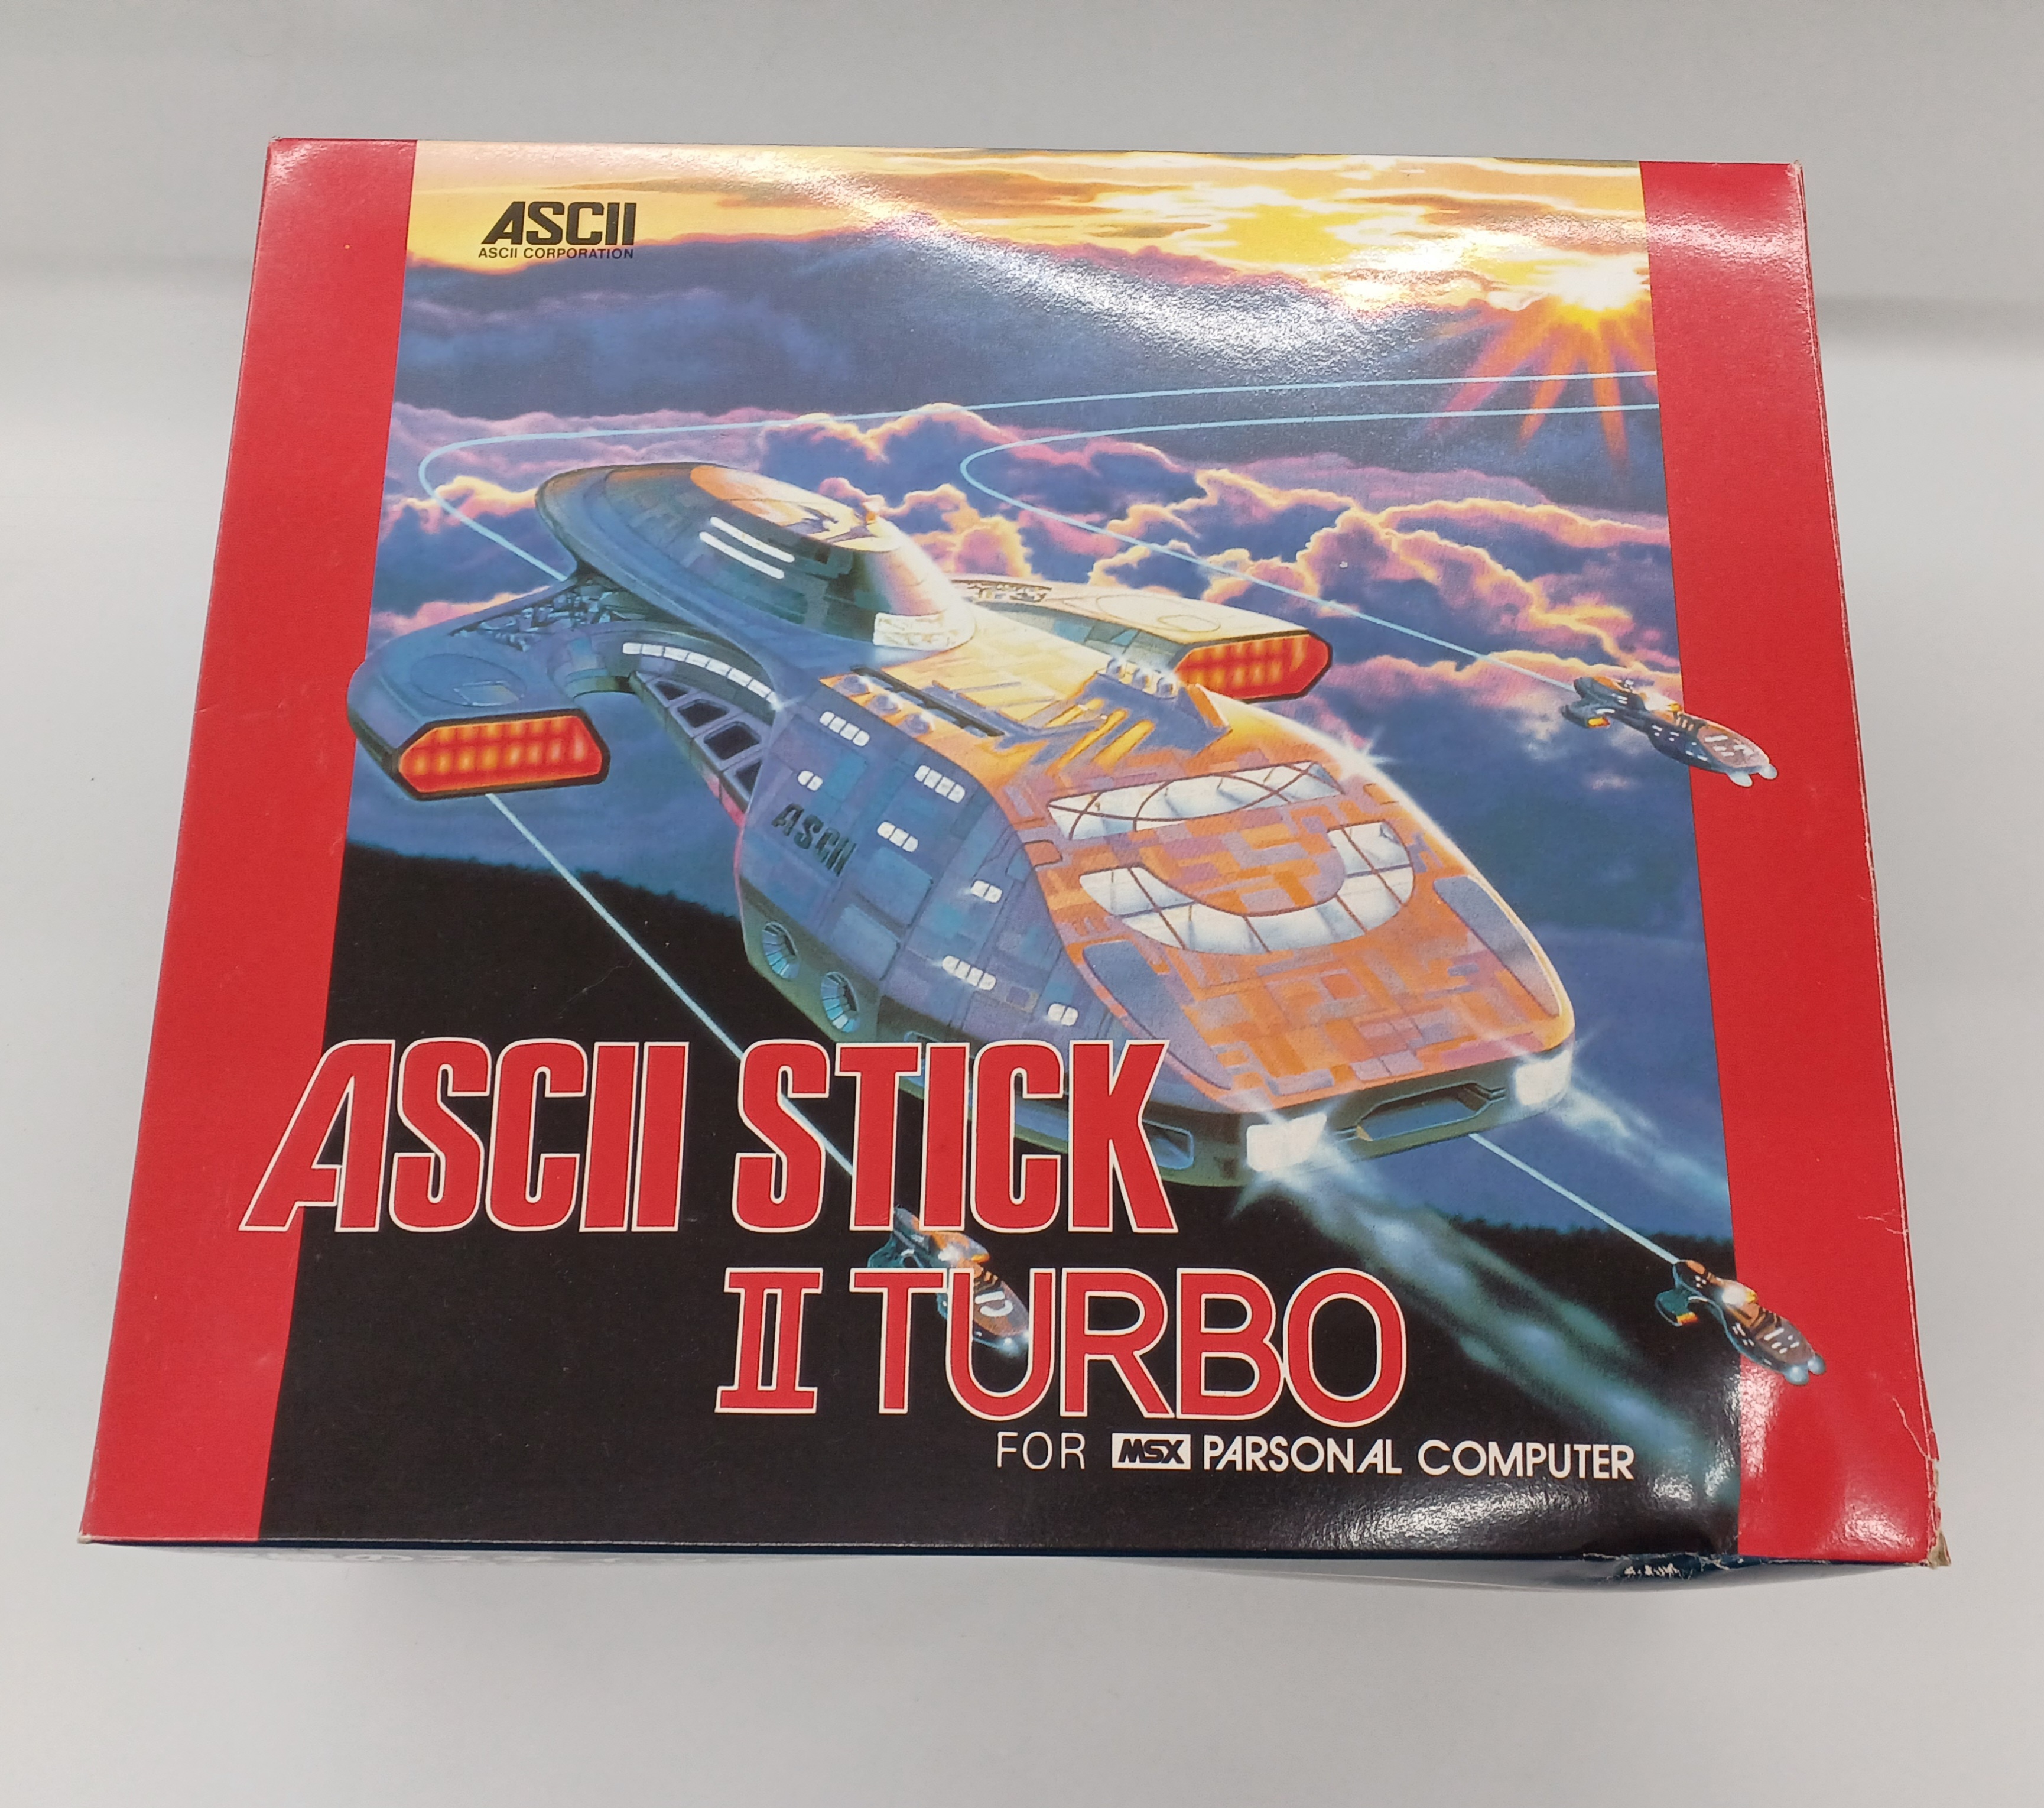 ASCII
ASCII CORPORATION
ASCII
ASCII STICK
II TURBO
FOR MSX PARSONAL COMPUTER